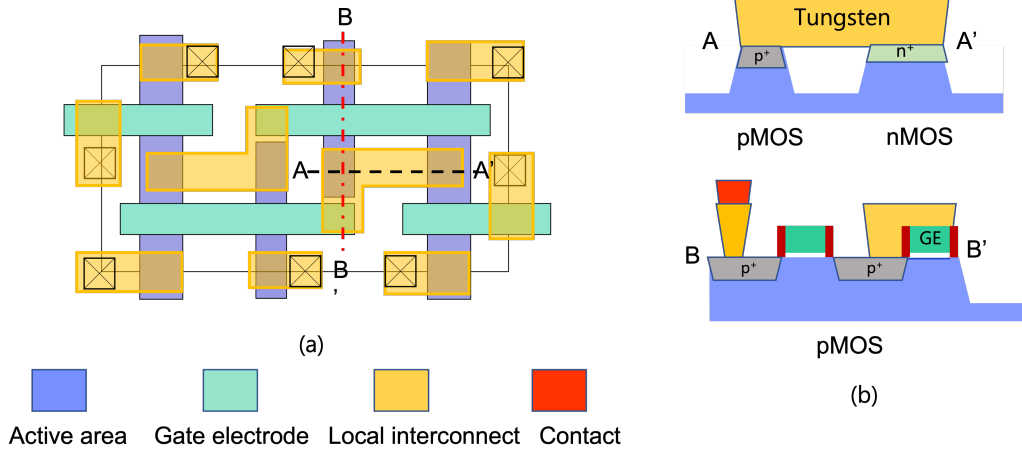 B
A
A'
B
'
(a)
Active area
Gate electrode
Local interconnect
Contact
Tungsten
A
A'
p+
n+
pMOS
nMOS
B
B'
p+
p+
GE
pMOS
(b)